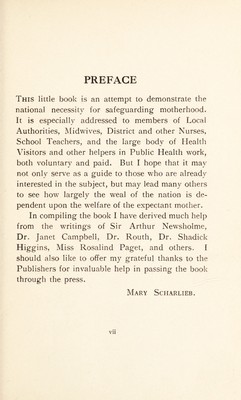 PREFACE
This little book is an attempt to demonstrate the
national necessity for safeguarding motherhood.
It is especially addressed to members of Local
Authorities, Midwives, District and other Nurses,
School Teachers, and the large body of Health
Visitors and other helpers in Public Health work,
both voluntary and paid. But I hope that it may
not only serve as a guide to those who are already
interested in the subject, but may lead many others
to see how largely the weal of the nation is de-
pendent upon the welfare of the expectant mother.
In compiling the book I have derived much help
from the writings of Sir Arthur Newsholme,
Dr. Janet Campbell, Dr. Routh, Dr. Shadick
Higgins, Miss Rosalind Paget, and others. I
should also like to offer my grateful thanks to the
Publishers for invaluable help in passing the book
through the press.
Mary Scharlieb.
vii